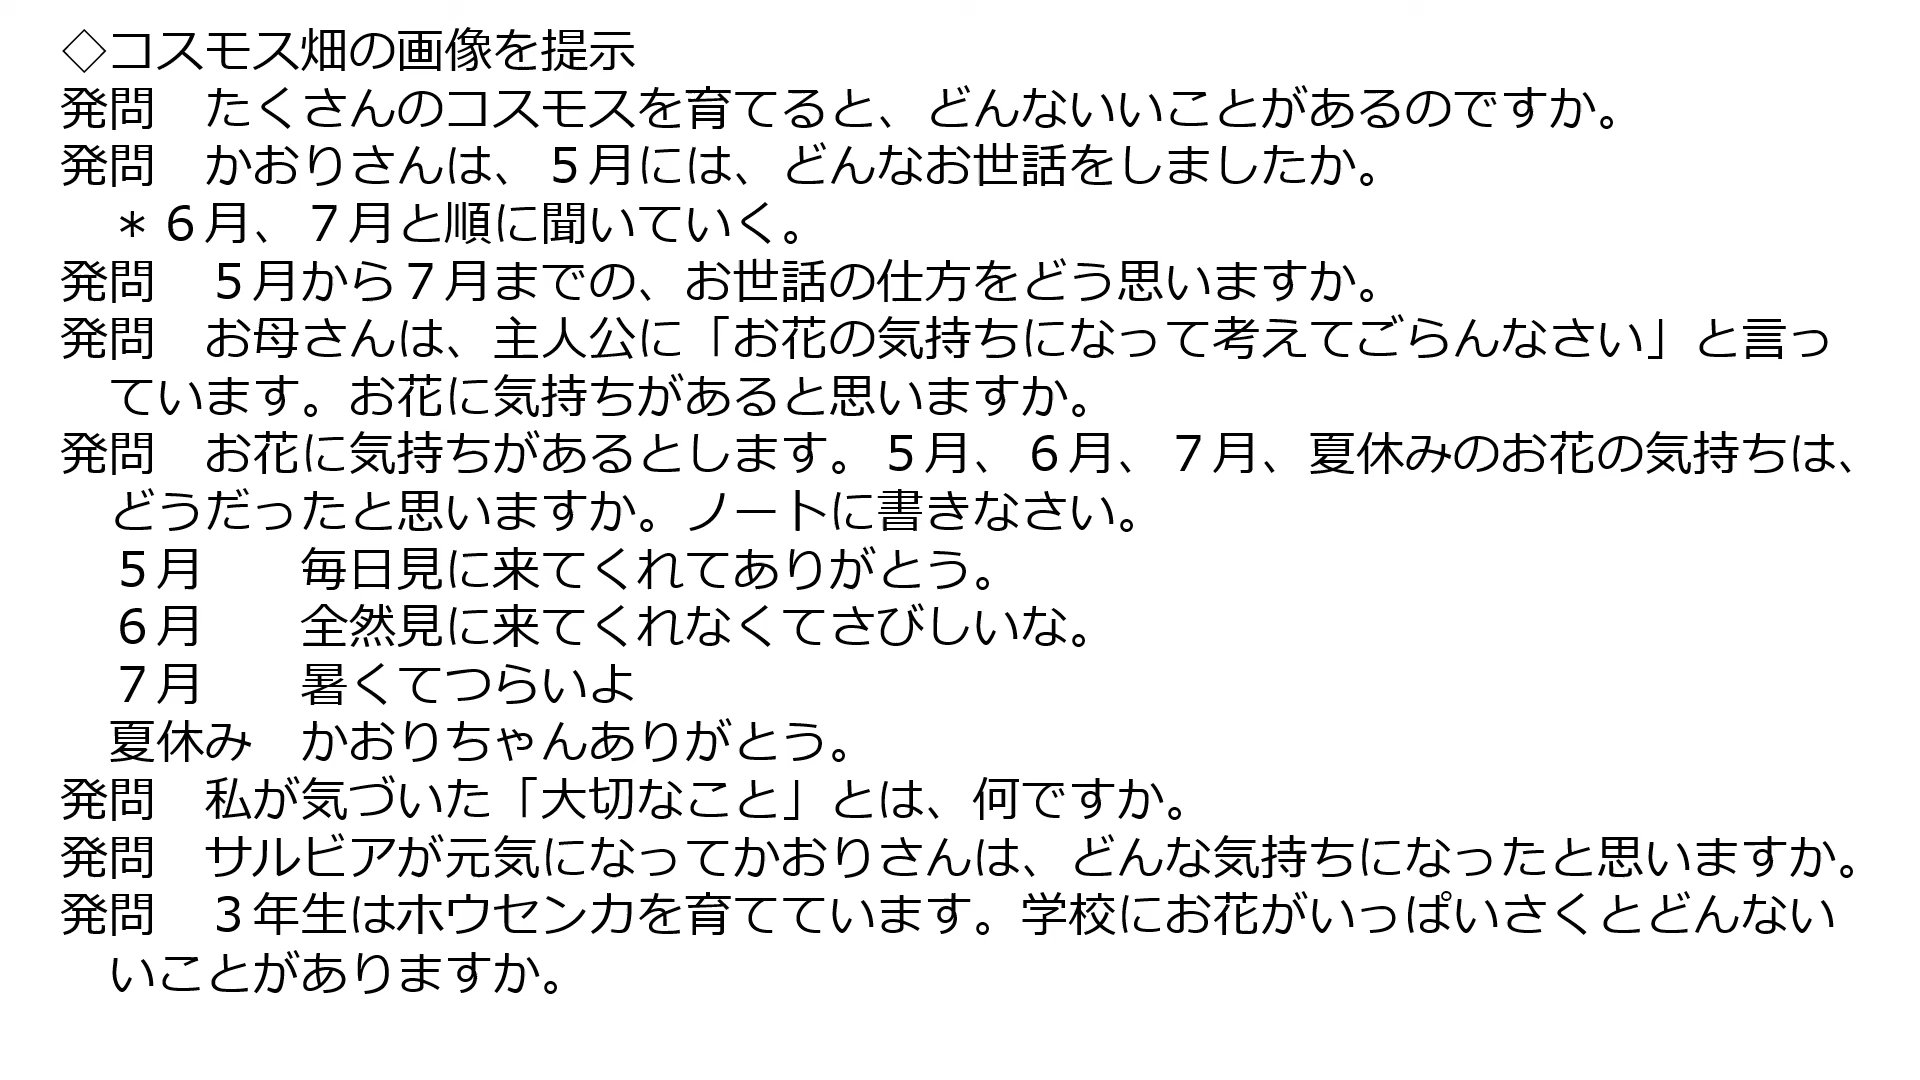 ◇コスモス畑の画像を提示
発問　たくさんのコスモスを育てると、どんないいことがあるのですか。
発問　かおりさんは、５月には、どんなお世話をしましたか。
＊６月、７月と順に聞いていく。
発問　５月から７月までの、お世話の仕方をどう思いますか。
発問　お母さんは、主人公に「お花の気持ちになって考えてごらんなさい」と言っ
ています。お花に気持ちがあると思いますか。
発問　お花に気持ちがあるとします。５月、６月、７月、夏休みのお花の気持ちは、
どうだったと思いますか。ノートに書きなさい。
５月　　毎日見に来てくれてありがとう。
６月　　全然見に来てくれなくてさびしいな。
７月　　暑くてつらいよ
夏休み　かおりちゃんありがとう。
発問　私が気づいた「大切なこと」とは、何ですか。
発問　サルビアが元気になってかおりさんは、どんな気持ちになったと思いますか。
発問　３年生はホウセンカを育てています。学校にお花がいっぱいさくとどんない
いことがありますか。